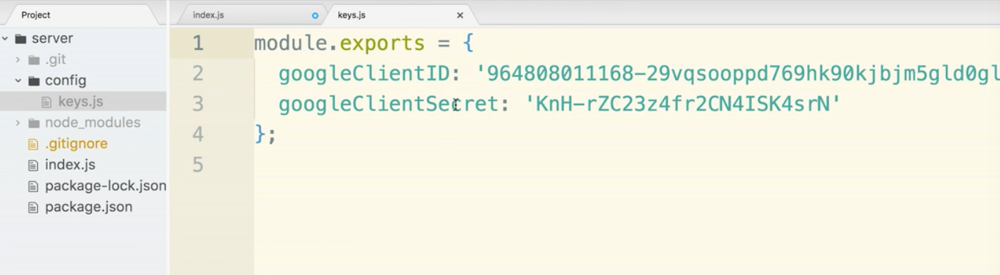 Project
index.js
keys.js
server
.git
config
keys.js
node_modules
.gitignore
index.js
package-lock.json
package.json
1 module.exports = {
2 googleClientID: '964808011168-29vqsooppd769hk90kjbjm5gld0gl
3 googleClientSecret: 'KnH-rZC23z4fr2CN4ISK4srN'
4 };
5